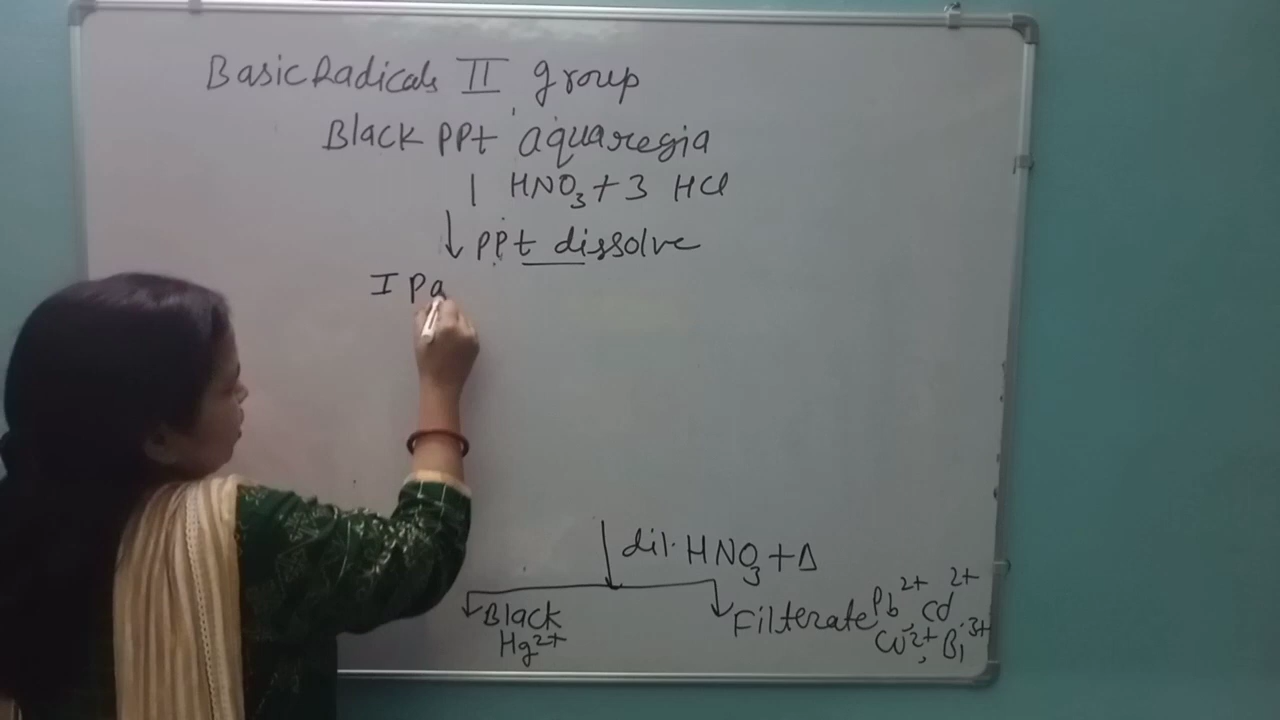 Basic Radicals II group
Black PPt aquaregia
1 HNO3 + 3 HCl
↓ PPt dissolve
I Pa
dil. HNO3 + Δ
Black
Hg2+
Filterate Pb2+, Cd2+
Cu2+, Bi3+